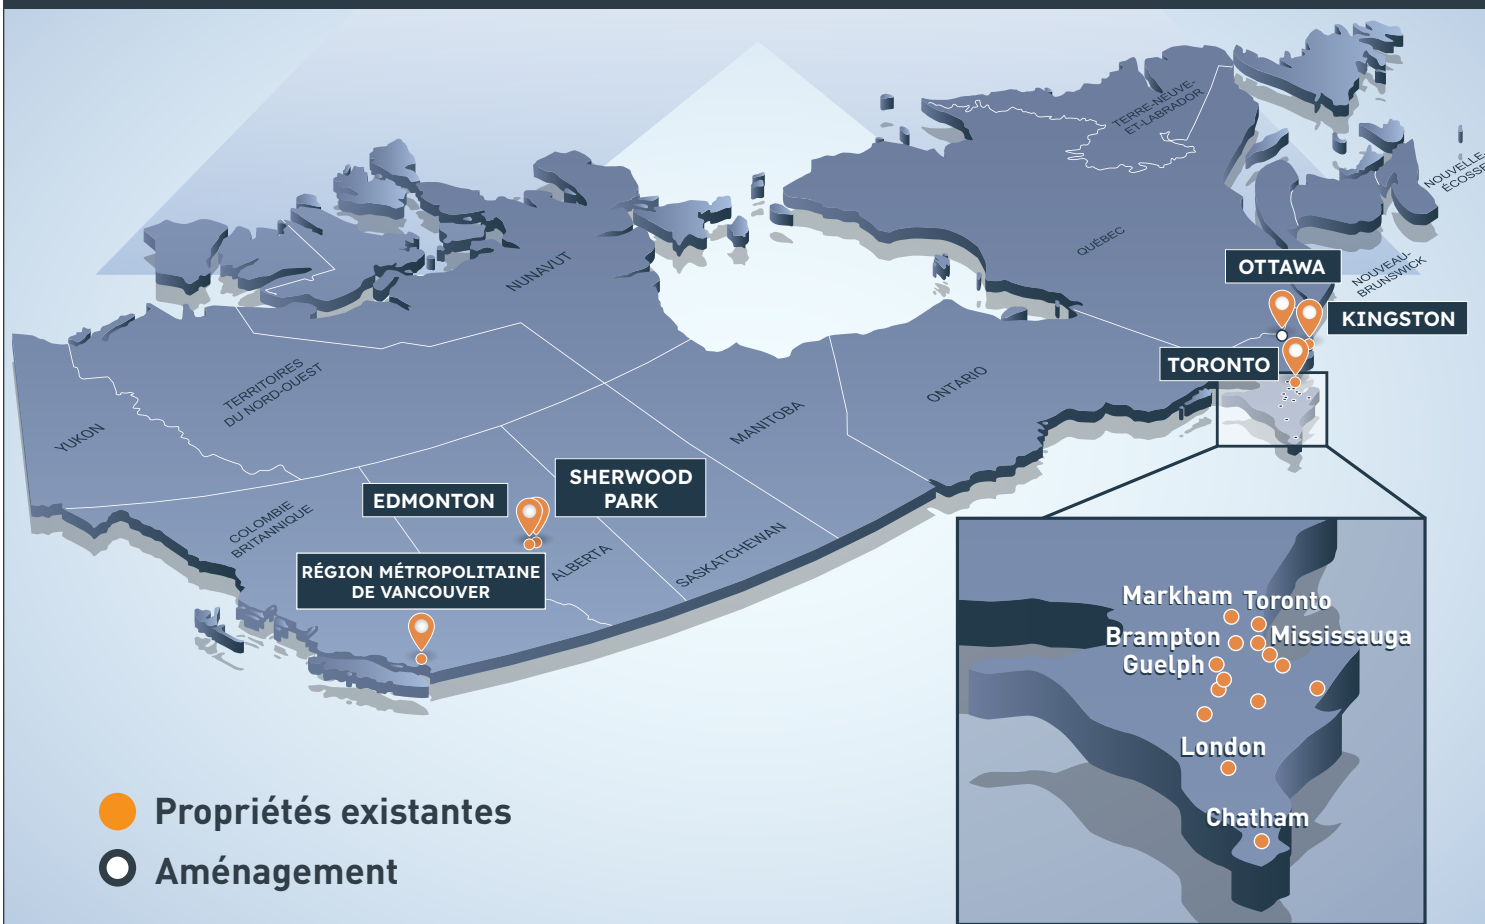 TERRE-NEUVE-
ET-LABRADOR
NOUVELLE-
ÉCOSSE
QUÉBEC
NOUVEAU-
BRUNSWICK
NUNAVUT
OTTAWA
KINGSTON
TORONTO
TERRITOIRES
DU NORD-OUEST
YUKON
ONTARIO
MANITOBA
SHERWOOD
PARK
EDMONTON
COLOMBIE
BRITANNIQUE
ALBERTA
SASKATCHEWAN
RÉGION MÉTROPOLITAINE
DE VANCOUVER
Markham
Toronto
Brampton
Mississauga
Guelph
London
Chatham
Propriétés existantes
Aménagement